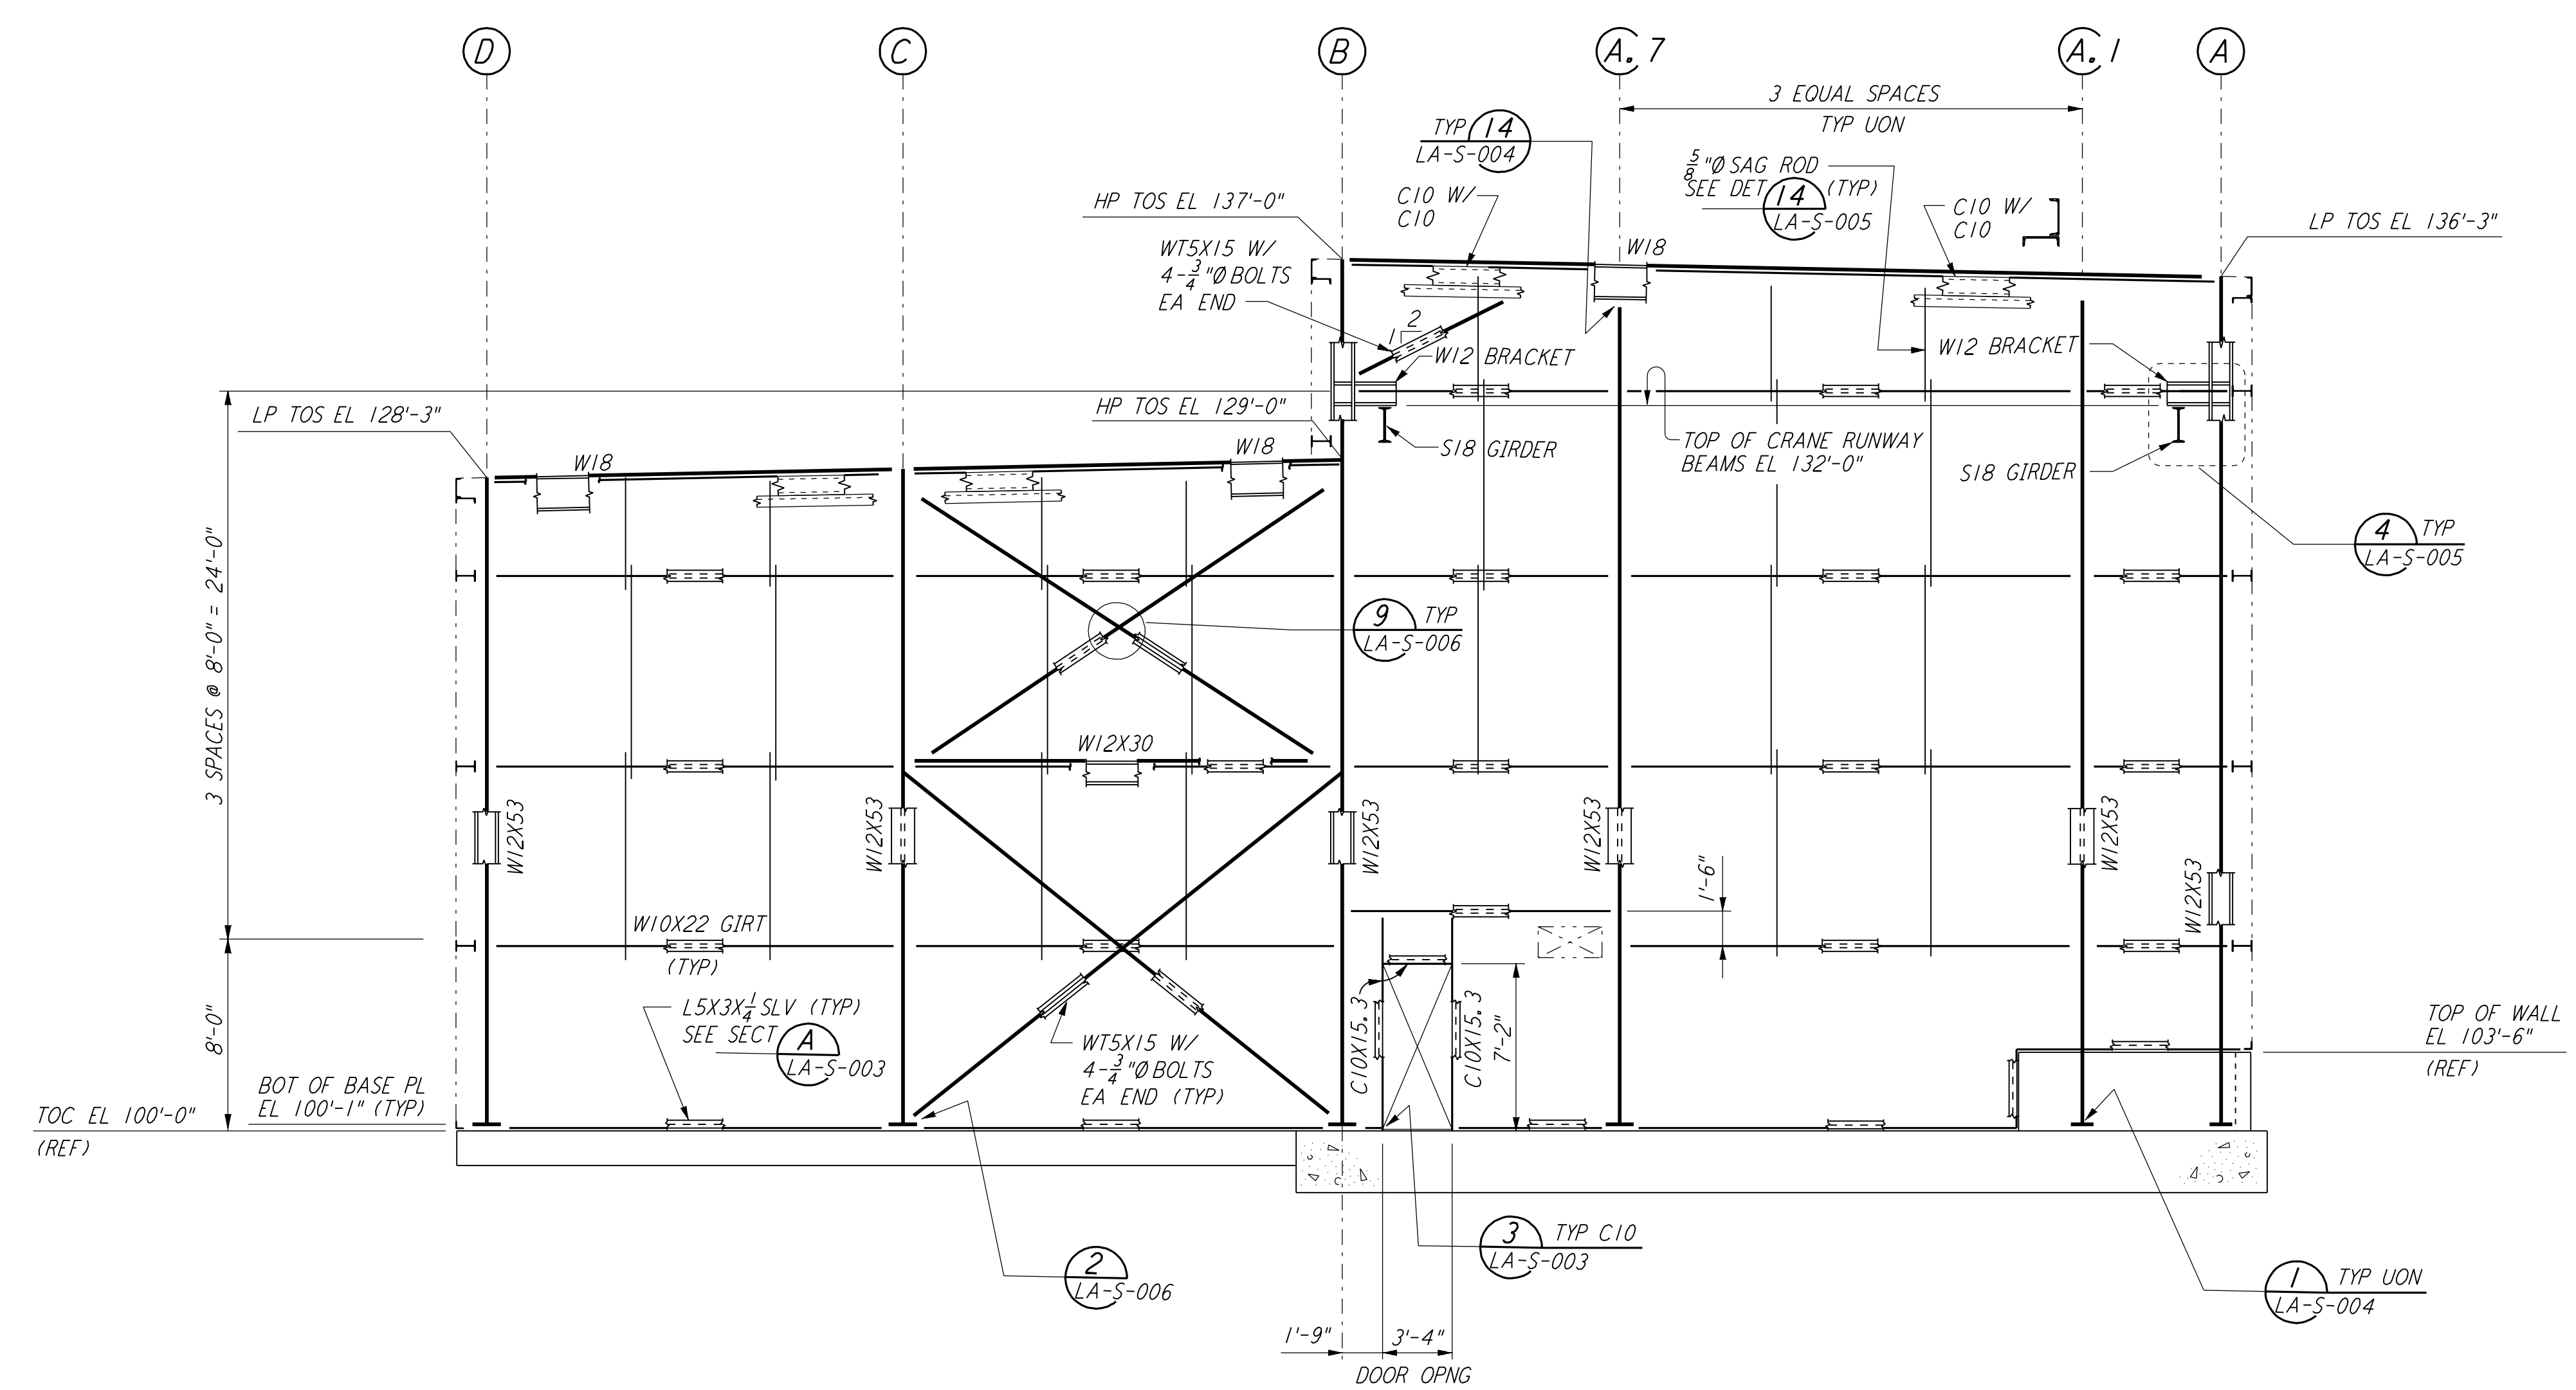 D
C
B
A.7
A.1
A
3 EQUAL SPACES
TYP UON
TYP 14
LA-S-004
5/8"Ø SAG ROD
SEE DET 14 (TYP)
LA-S-005
C10 W/
C10
C10 W/
C10
HP TOS EL 137'-0"
LP TOS EL 136'-3"
WT5X15 W/
4-3/4"Ø BOLTS
EA END
W18
2
1
W12 BRACKET
W12 BRACKET
LP TOS EL 128'-3"
HP TOS EL 129'-0"
W18
W18
S18 GIRDER
TOP OF CRANE RUNWAY
BEAMS EL 132'-0"
S18 GIRDER
4 TYP
LA-S-005
3 SPACES @ 8'-0" = 24'-0"
9 TYP
LA-S-006
W12X30
W12X53
W12X53
W12X53
W12X53
W12X53
W12X53
1'-6"
W10X22 GIRT
(TYP)
8'-0"
L5X3X1/4 SLV (TYP)
SEE SECT A
LA-S-003
WT5X15 W/
4-3/4"Ø BOLTS
EA END (TYP)
C10X15.3
C10X15.3
7'-2"
TOP OF WALL
EL 103'-6"
(REF)
BOT OF BASE PL
EL 100'-1" (TYP)
TOC EL 100'-0"
(REF)
2
LA-S-006
3 TYP C10
LA-S-003
1 TYP UON
LA-S-004
1'-9"
3'-4"
DOOR OPNG